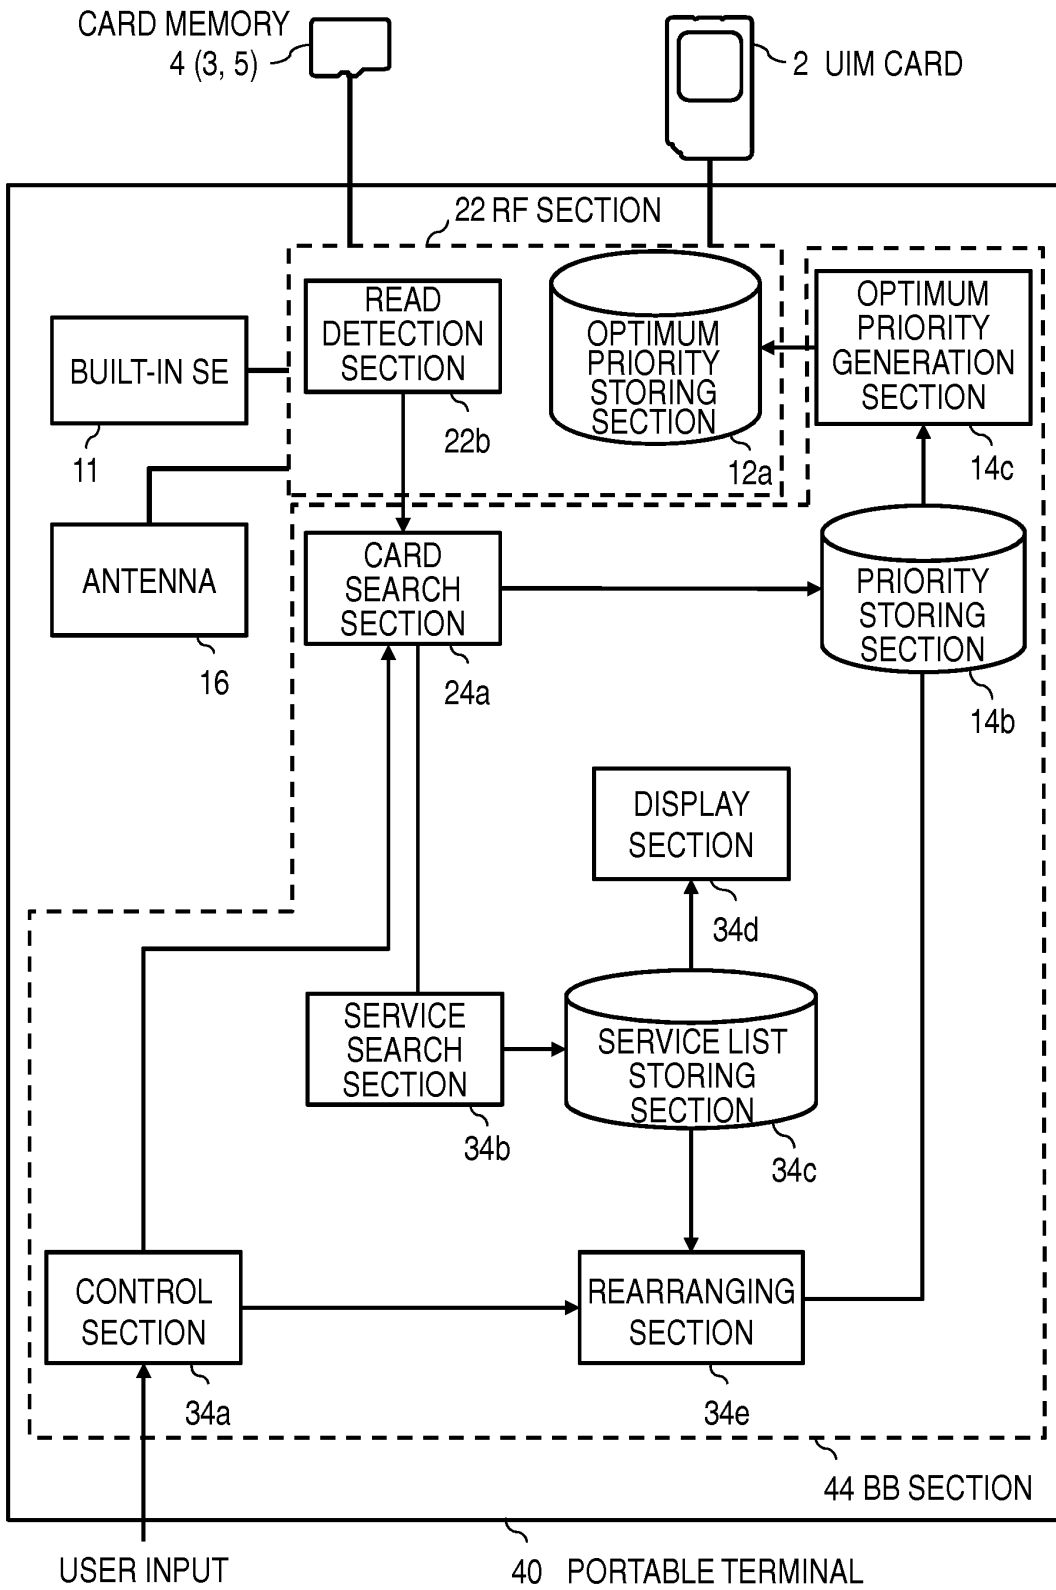 CARD MEMORY
4 (3, 5)
2 UIM CARD
22 RF SECTION
READ
DETECTION
SECTION
22b
OPTIMUM
PRIORITY
STORING
SECTION
12a
OPTIMUM
PRIORITY
GENERATION
SECTION
14c
BUILT-IN SE
11
ANTENNA
16
CARD
SEARCH
SECTION
24a
PRIORITY
STORING
SECTION
14b
DISPLAY
SECTION
34d
SERVICE
SEARCH
SECTION
34b
SERVICE LIST
STORING
SECTION
34c
CONTROL
SECTION
34a
REARRANGING
SECTION
34e
44 BB SECTION
USER INPUT
40 PORTABLE TERMINAL